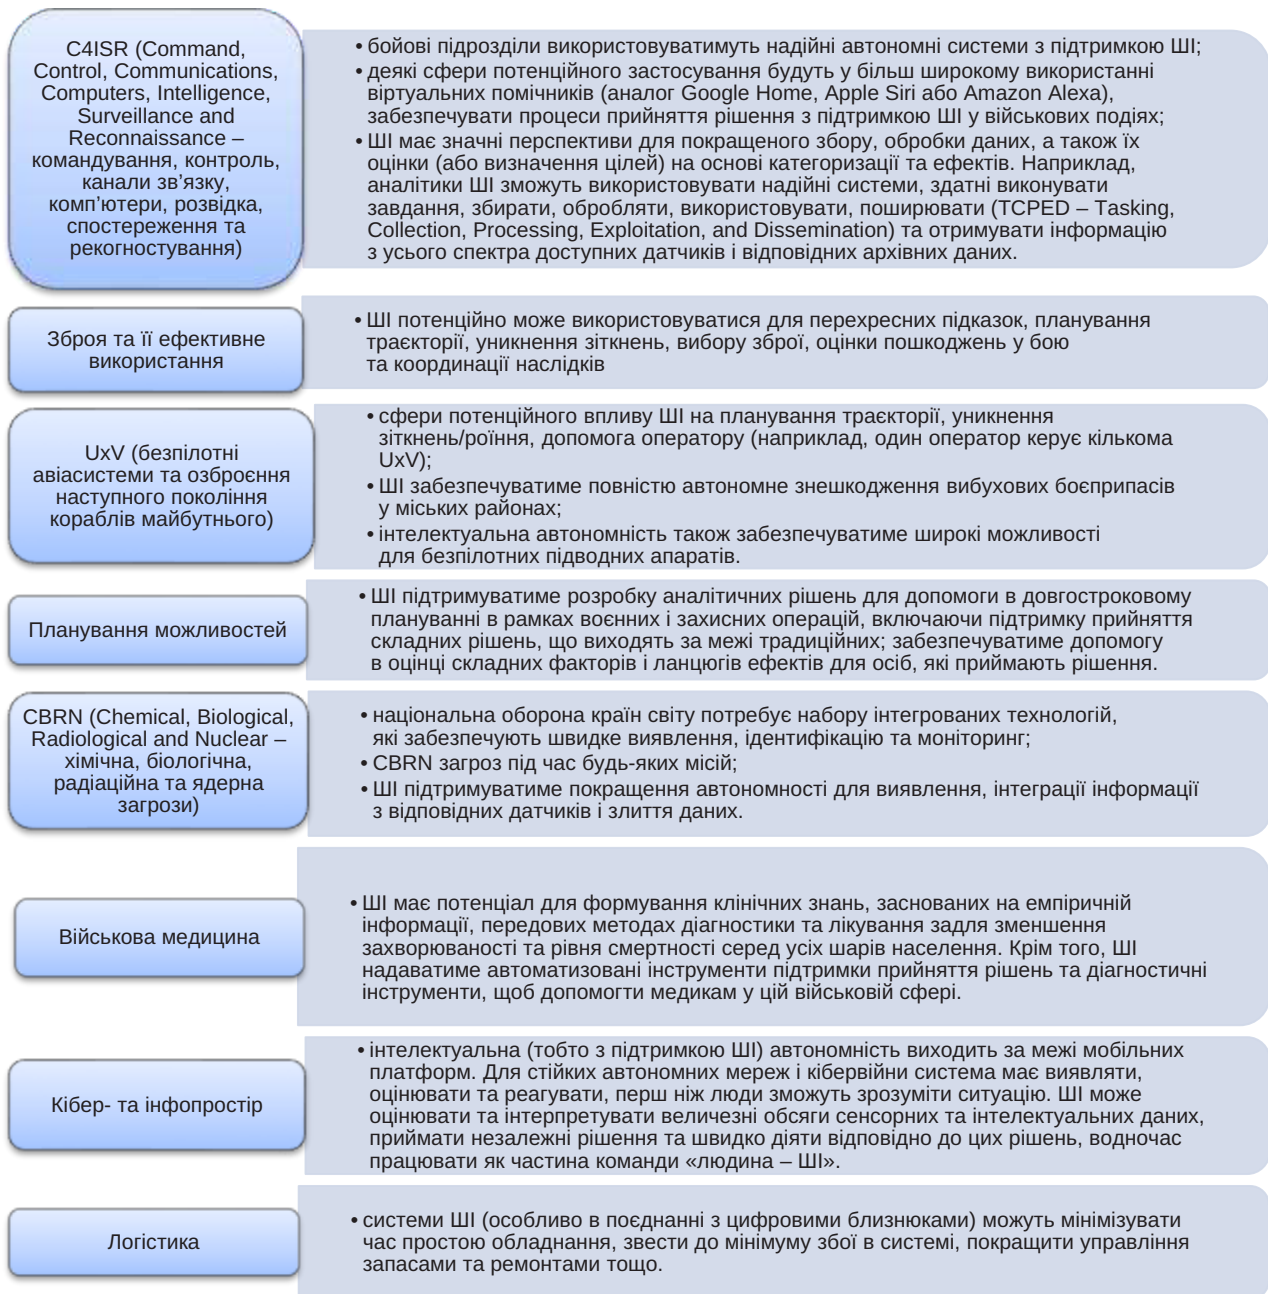 C4ISR (Command,
Control, Communications,
Computers, Intelligence,
Surveillance and
Reconnaissance –
командування, контроль,
канали зв’язку,
комп’ютери, розвідка,
спостереження та
рекогностування)
• бойові підрозділи використовуватимуть надійні автономні системи з підтримкою ШІ;
• деякі сфери потенційного застосування будуть у більш широкому використанні
віртуальних помічників (аналог Google Home, Apple Siri або Amazon Alexa),
забезпечувати процеси прийняття рішення з підтримкою ШІ у військових подіях;
• ШІ має значні перспективи для покращеного збору, обробки даних, а також їх
оцінки (або визначення цілей) на основі категоризації та ефектів. Наприклад,
аналітики ШІ зможуть використовувати надійні системи, здатні виконувати
завдання, збирати, обробляти, використовувати, поширювати (TCPED – Tasking,
Collection, Processing, Exploitation, and Dissemination) та отримувати інформацію
з усього спектра доступних датчиків і відповідних архівних даних.
Зброя та її ефективне
використання
• ШІ потенційно може використовуватися для перехресних підказок, планування
траєкторії, уникнення зіткнень, вибору зброї, оцінки пошкоджень у бою
та координації наслідків
UxV (безпілотні
авіасистеми та озброєння
наступного покоління
кораблів майбутнього)
• сфери потенційного впливу ШІ на планування траєкторії, уникнення
зіткнень/роїння, допомога оператору (наприклад, один оператор керує кількома
UxV);
• ШІ забезпечуватиме повністю автономне знешкодження вибухових боєприпасів
у міських районах;
• інтелектуальна автономність також забезпечуватиме широкі можливості
для безпілотних підводних апаратів.
Планування можливостей
• ШІ підтримуватиме розробку аналітичних рішень для допомоги в довгостроковому
плануванні в рамках воєнних і захисних операцій, включаючи підтримку прийняття
складних рішень, що виходять за межі традиційних; забезпечуватиме допомогу
в оцінці складних факторів і ланцюгів ефектів для осіб, які приймають рішення.
CBRN (Chemical, Biological,
Radiological and Nuclear –
хімічна, біологічна,
радіаційна та ядерна
загрози)
• національна оборона країн світу потребує набору інтегрованих технологій,
які забезпечують швидке виявлення, ідентифікацію та моніторинг;
• CBRN загроз під час будь-яких місій;
• ШІ підтримуватиме покращення автономності для виявлення, інтеграції інформації
з відповідних датчиків і злиття даних.
Військова медицина
• ШІ має потенціал для формування клінічних знань, заснованих на емпіричній
інформації, передових методах діагностики та лікування задля зменшення
захворюваності та рівня смертності серед усіх шарів населення. Крім того, ШІ
надаватиме автоматизовані інструменти підтримки прийняття рішень та діагностичні
інструменти, щоб допомогти медикам у цій військовій сфері.
Кібер- та інфопростір
• інтелектуальна (тобто з підтримкою ШІ) автономність виходить за межі мобільних
платформ. Для стійких автономних мереж і кібервійни система має виявляти,
оцінювати та реагувати, перш ніж люди зможуть зрозуміти ситуацію. ШІ може
оцінювати та інтерпретувати величезні обсяги сенсорних та інтелектуальних даних,
приймати незалежні рішення та швидко діяти відповідно до цих рішень, водночас
працювати як частина команди «людина – ШІ».
Логістика
• системи ШІ (особливо в поєднанні з цифровими близнюками) можуть мінімізувати
час простою обладнання, звести до мінімуму збої в системі, покращити управління
запасами та ремонтами тощо.